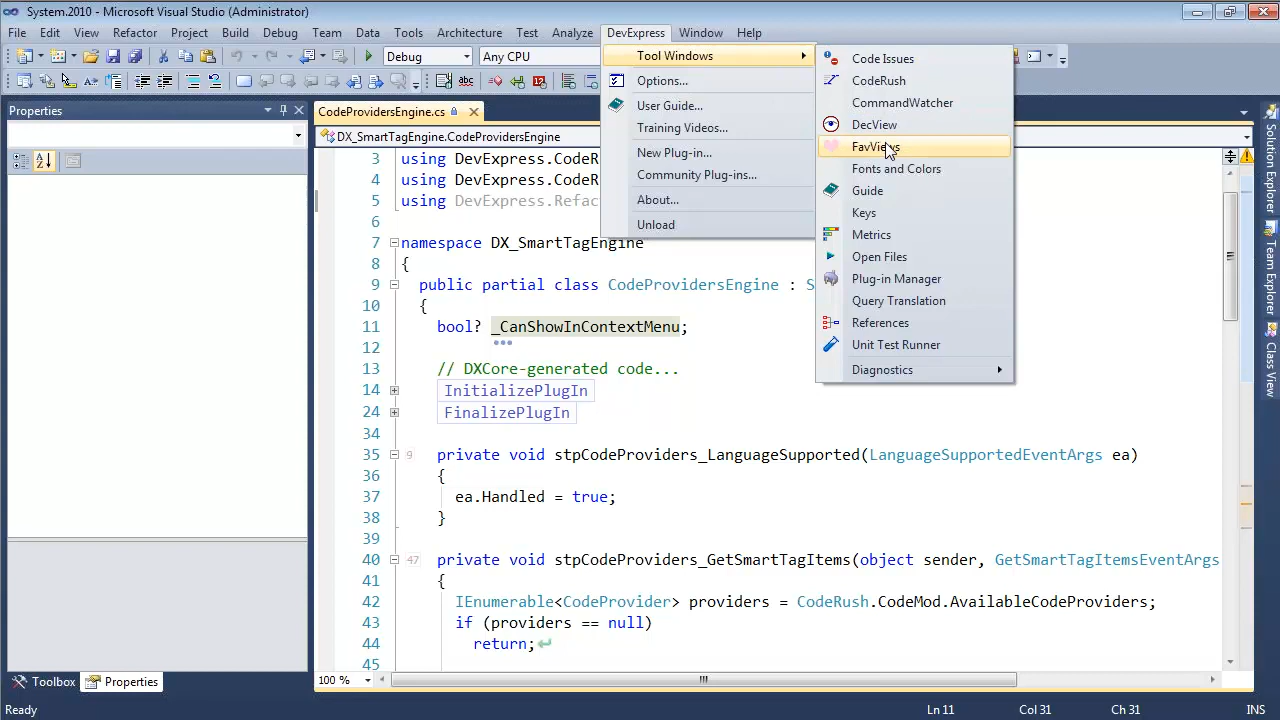 System.2010 - Microsoft Visual Studio (Administrator)
File Edit View Refactor Project Build Debug Team Data Tools Architecture Test Analyze DevExpress Window Help
Debug Any CPU
Tool Windows
Options...
User Guide...
Training Videos...
New Plug-in...
Community Plug-ins...
About...
Unload
Code Issues
CodeRush
CommandWatcher
DecView
FavViews
Fonts and Colors
Guide
Keys
Metrics
Open Files
Plug-in Manager
Query Translation
References
Unit Test Runner
Diagnostics
Properties
CodeProvidersEngine.cs
DX_SmartTagEngine.CodeProvidersEngine
3 using DevExpress.CodeR
4 using DevExpress.CodeR
5 using DevExpress.Refac
6
7 namespace DX_SmartTagEngine
8 {
9 public partial class CodeProvidersEngine : S
10 {
11 bool? _CanShowInContextMenu;
12
13 // DXCore-generated code...
14 InitializePlugIn
24 FinalizePlugIn
34
35 9 private void stpCodeProviders_LanguageSupported(LanguageSupportedEventArgs ea)
36 {
37 ea.Handled = true;
38 }
39
40 47 private void stpCodeProviders_GetSmartTagItems(object sender, GetSmartTagItemsEventArgs
41 {
42 IEnumerable<CodeProvider> providers = CodeRush.CodeMod.AvailableCodeProviders;
43 if (providers == null)
44 return;
45
100 %
Toolbox Properties
Solution Explorer
Team Explorer
Class View
Ready Ln 11 Col 31 Ch 31 INS